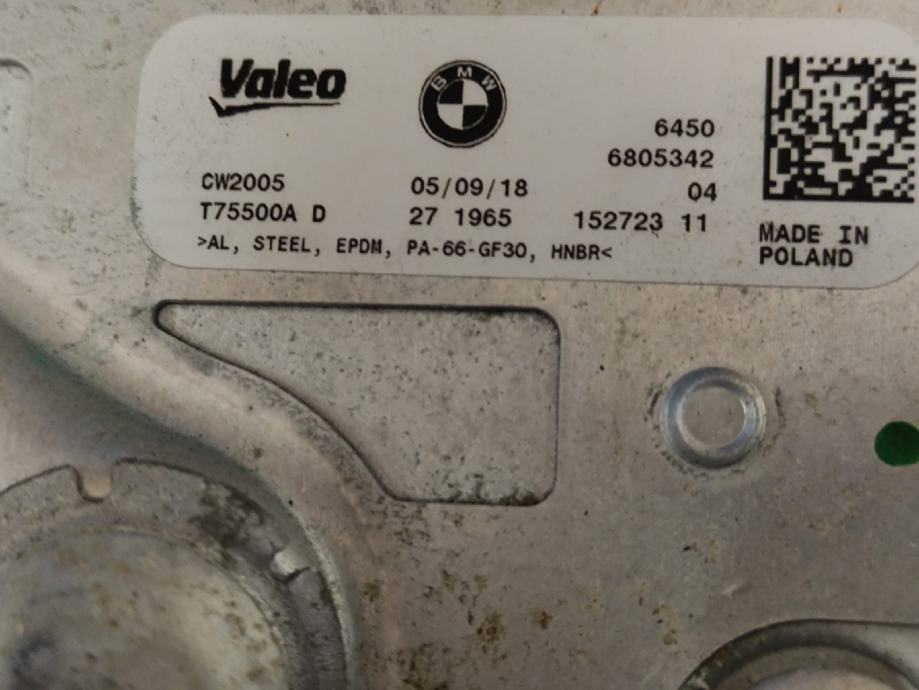 Valeo
BMW
6450
6805342
CW2005 05/09/18 04
T75500A D 27 1965 152723 11
>AL, STEEL, EPDM, PA-66-GF30, HNBR<
MADE IN
POLAND